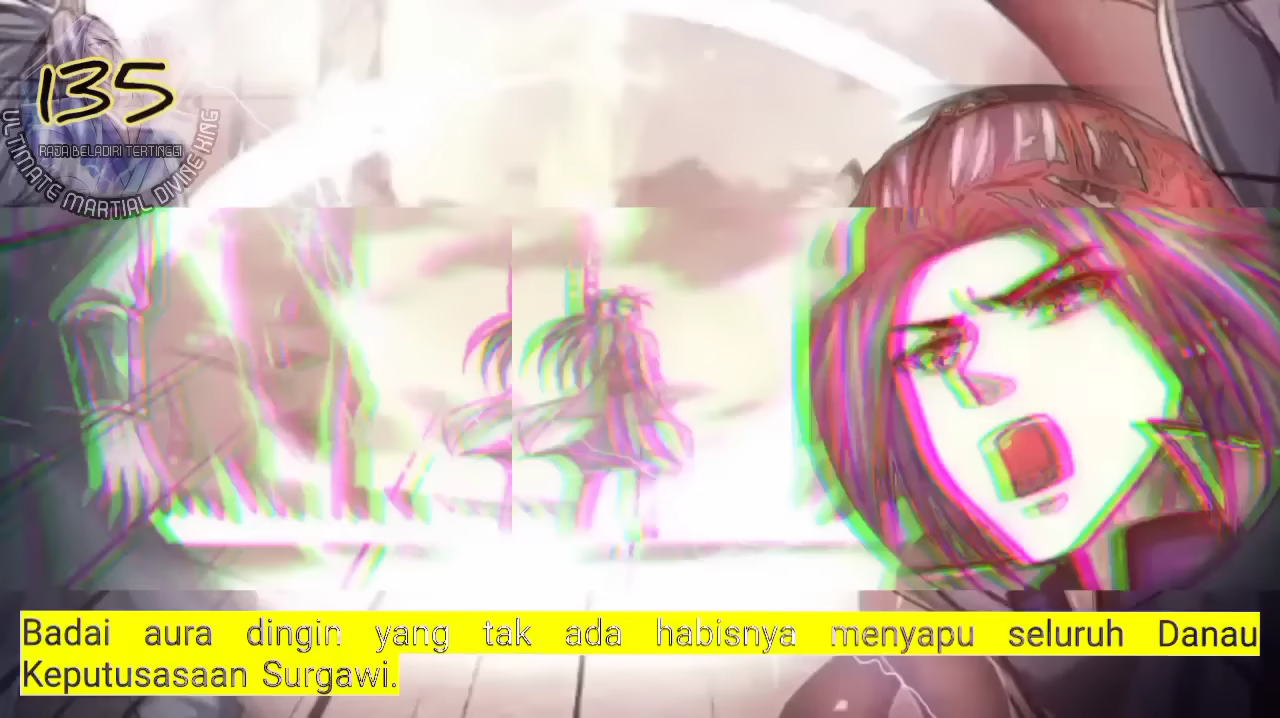 135
RAJA BELADIRI TERTINGGI
ULTIMATE MARTIAL DIVINE KING
Badai aura dingin yang tak ada habisnya menyapu seluruh Danau
Keputusasaan Surgawi.